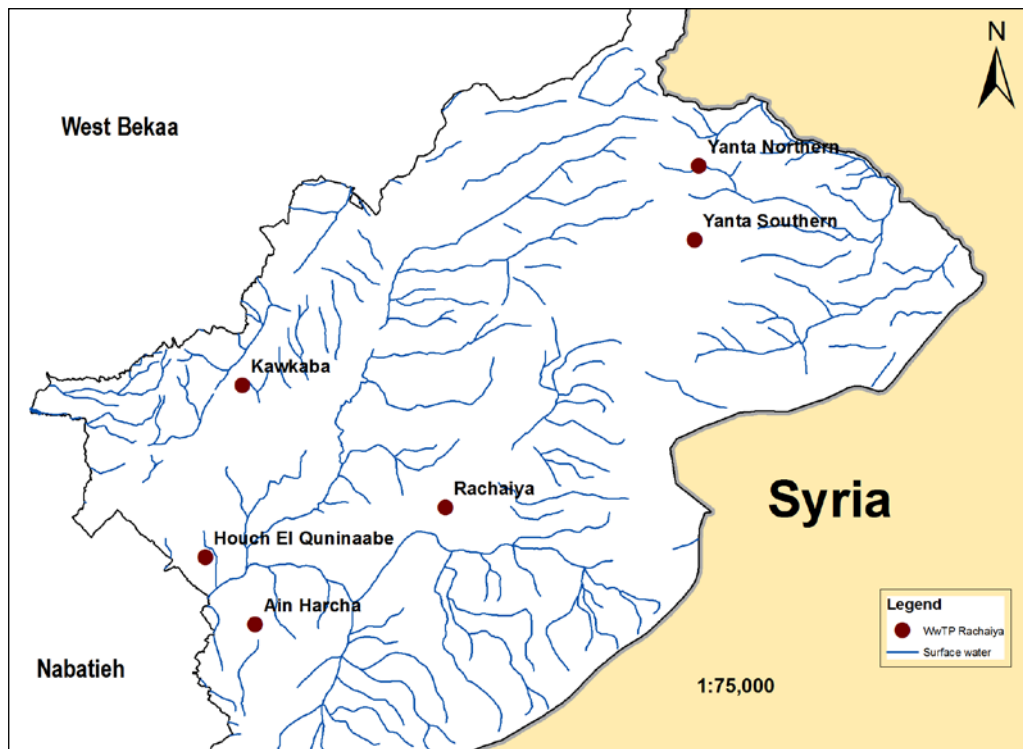 N
West Bekaa
Yanta Northern
Yanta Southern
Kawkaba
Rachaiya
Syria
Houch El Quninaabe
Ain Harcha
Legend
WwTP Rachaiya
Surface water
Nabatieh
1:75,000